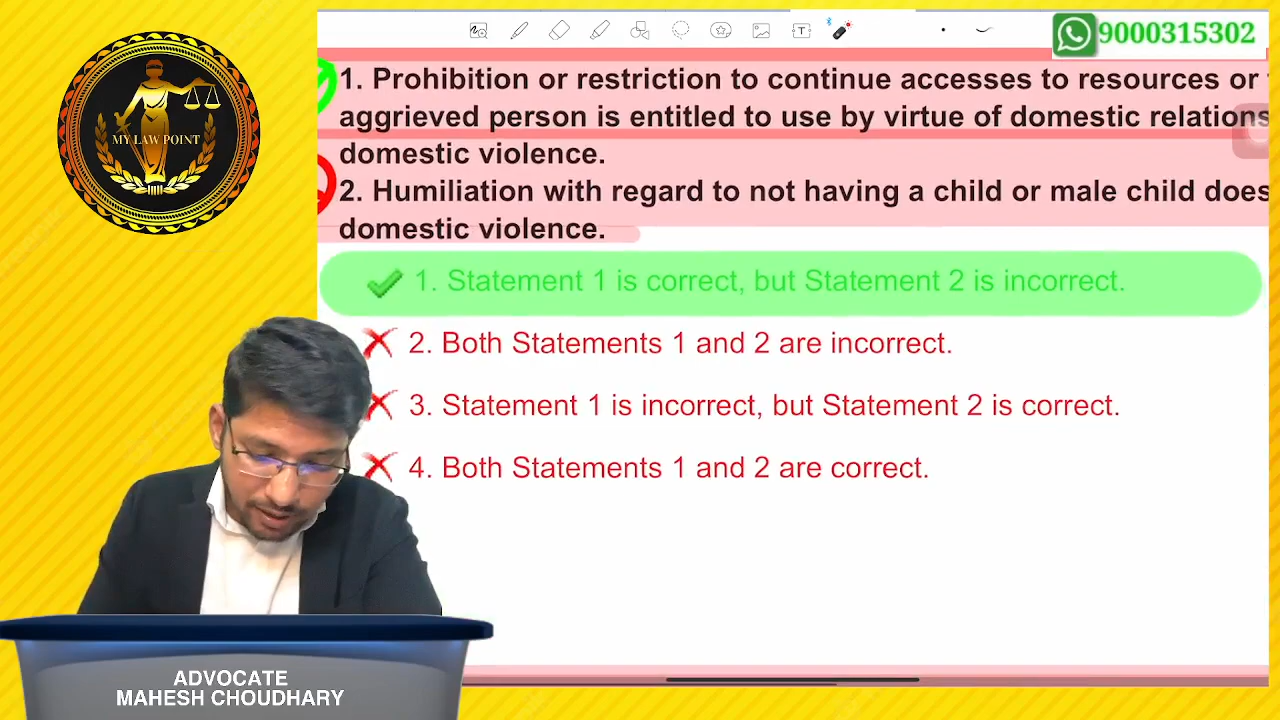 9000315302
MY LAW POINT
1. Prohibition or restriction to continue accesses to resources or
aggrieved person is entitled to use by virtue of domestic relations
domestic violence.
2. Humiliation with regard to not having a child or male child does
domestic violence.
1. Statement 1 is correct, but Statement 2 is incorrect.
2. Both Statements 1 and 2 are incorrect.
3. Statement 1 is incorrect, but Statement 2 is correct.
4. Both Statements 1 and 2 are correct.
ADVOCATE
MAHESH CHOUDHARY